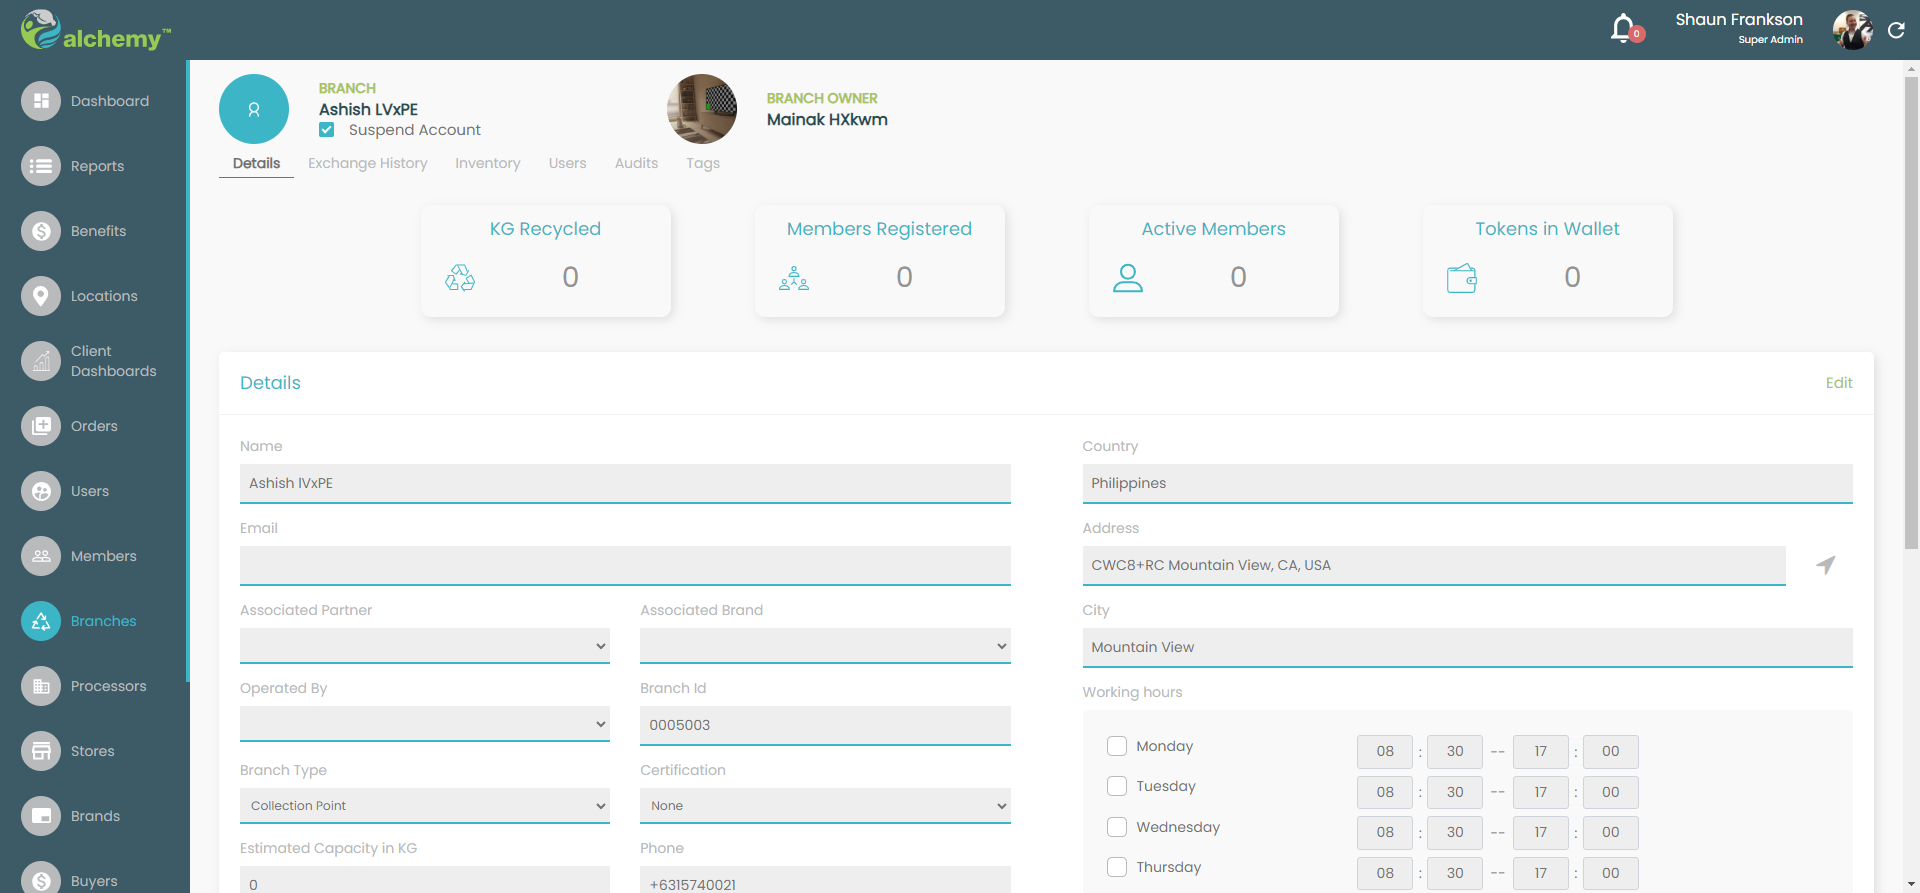 alchemy™
0
Shaun Frankson
Super Admin
Dashboard
Reports
Benefits
Locations
Client
Dashboards
Orders
Users
Members
Branches
Processors
Stores
Brands
Buyers
BRANCH
Ashish LVxPE
Suspend Account
BRANCH OWNER
Mainak HXkwm
Details
Exchange History
Inventory
Users
Audits
Tags
KG Recycled
0
Members Registered
0
Active Members
0
Tokens in Wallet
0
Details
Edit
Name
Ashish lVxPE
Email
Associated Partner
Associated Brand
Operated By
Branch Id
0005003
Branch Type
Certification
Collection Point
None
Estimated Capacity in KG
Phone
0
+6315740021
Country
Philippines
Address
CWC8+RC Mountain View, CA, USA
City
Mountain View
Working hours
Monday 08 : 30 -- 17 : 00
Tuesday 08 : 30 -- 17 : 00
Wednesday 08 : 30 -- 17 : 00
Thursday 08 : 30 -- 17 : 00